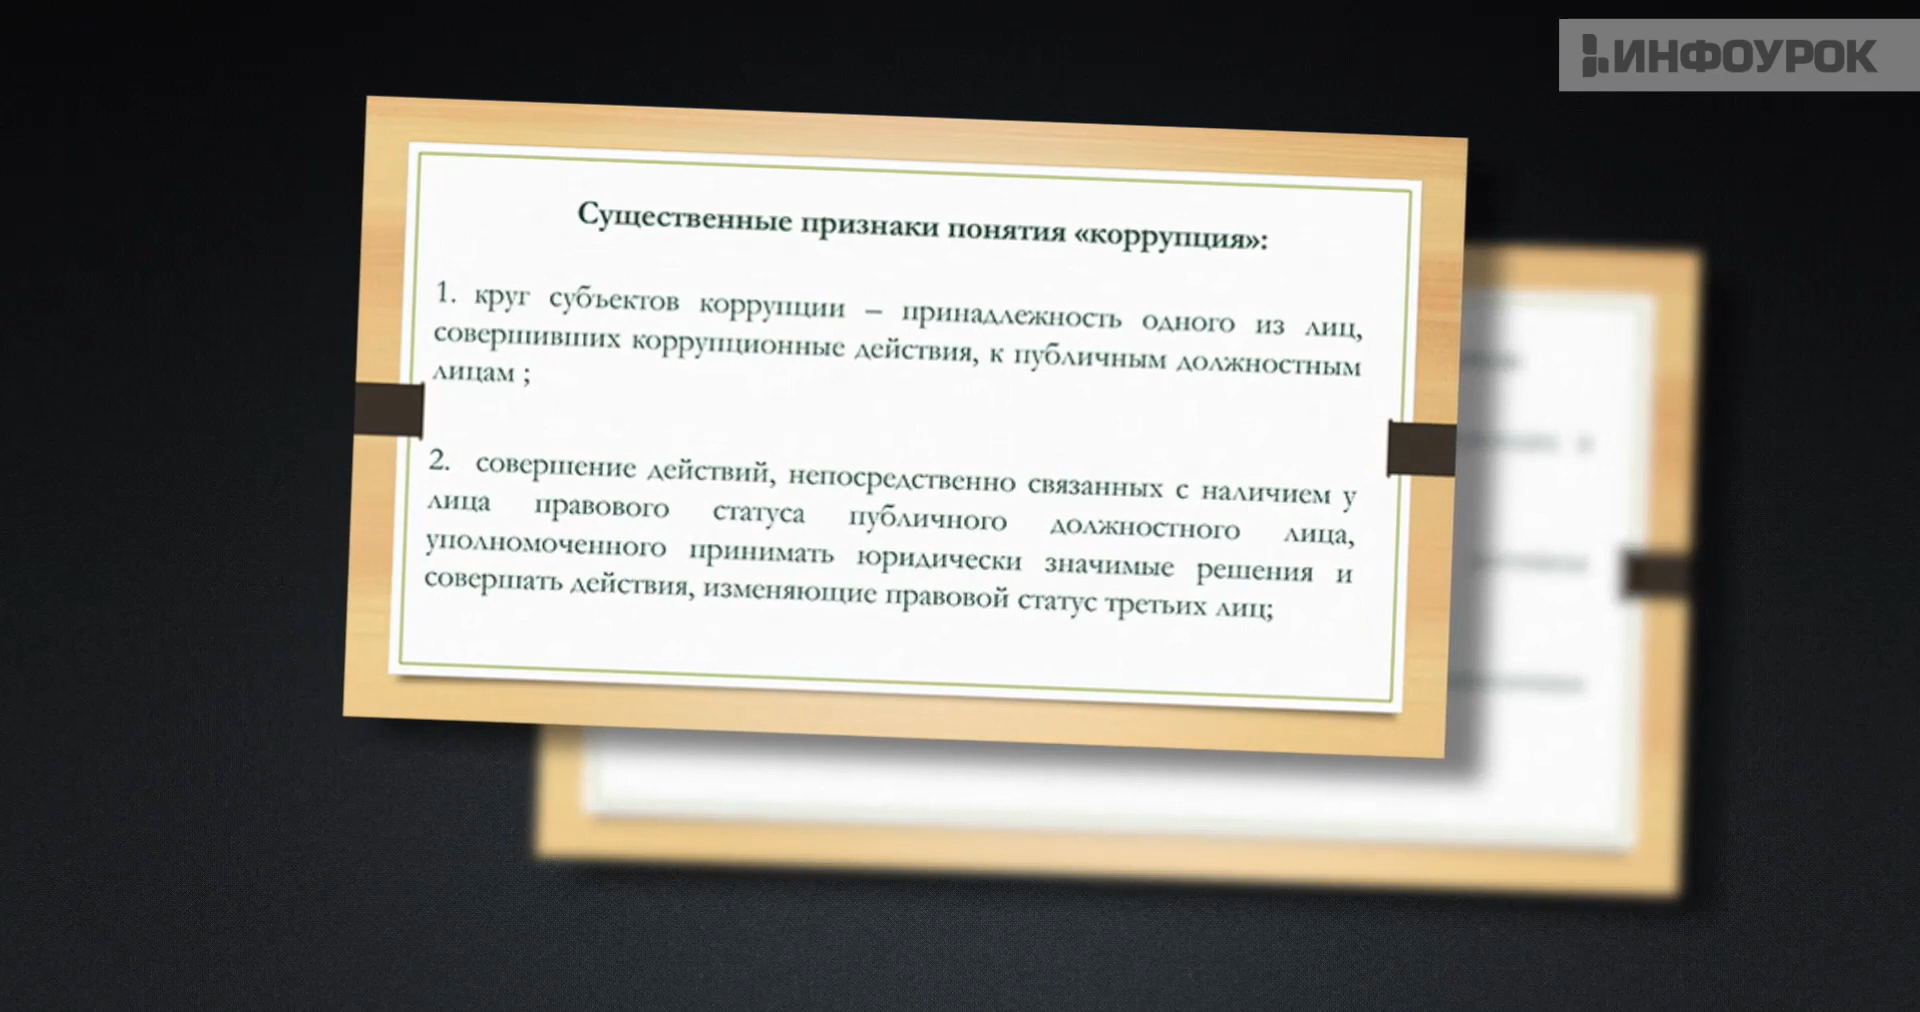 ИНФОУРОК
Существенные признаки понятия «коррупция»:
1. круг субъектов коррупции – принадлежность одного из лиц,
совершивших коррупционные действия, к публичным должностным
лицам ;
2. совершение действий, непосредственно связанных с наличием у
лица правового статуса публичного должностного лица,
уполномоченного принимать юридически значимые решения и
совершать действия, изменяющие правовой статус третьих лиц;